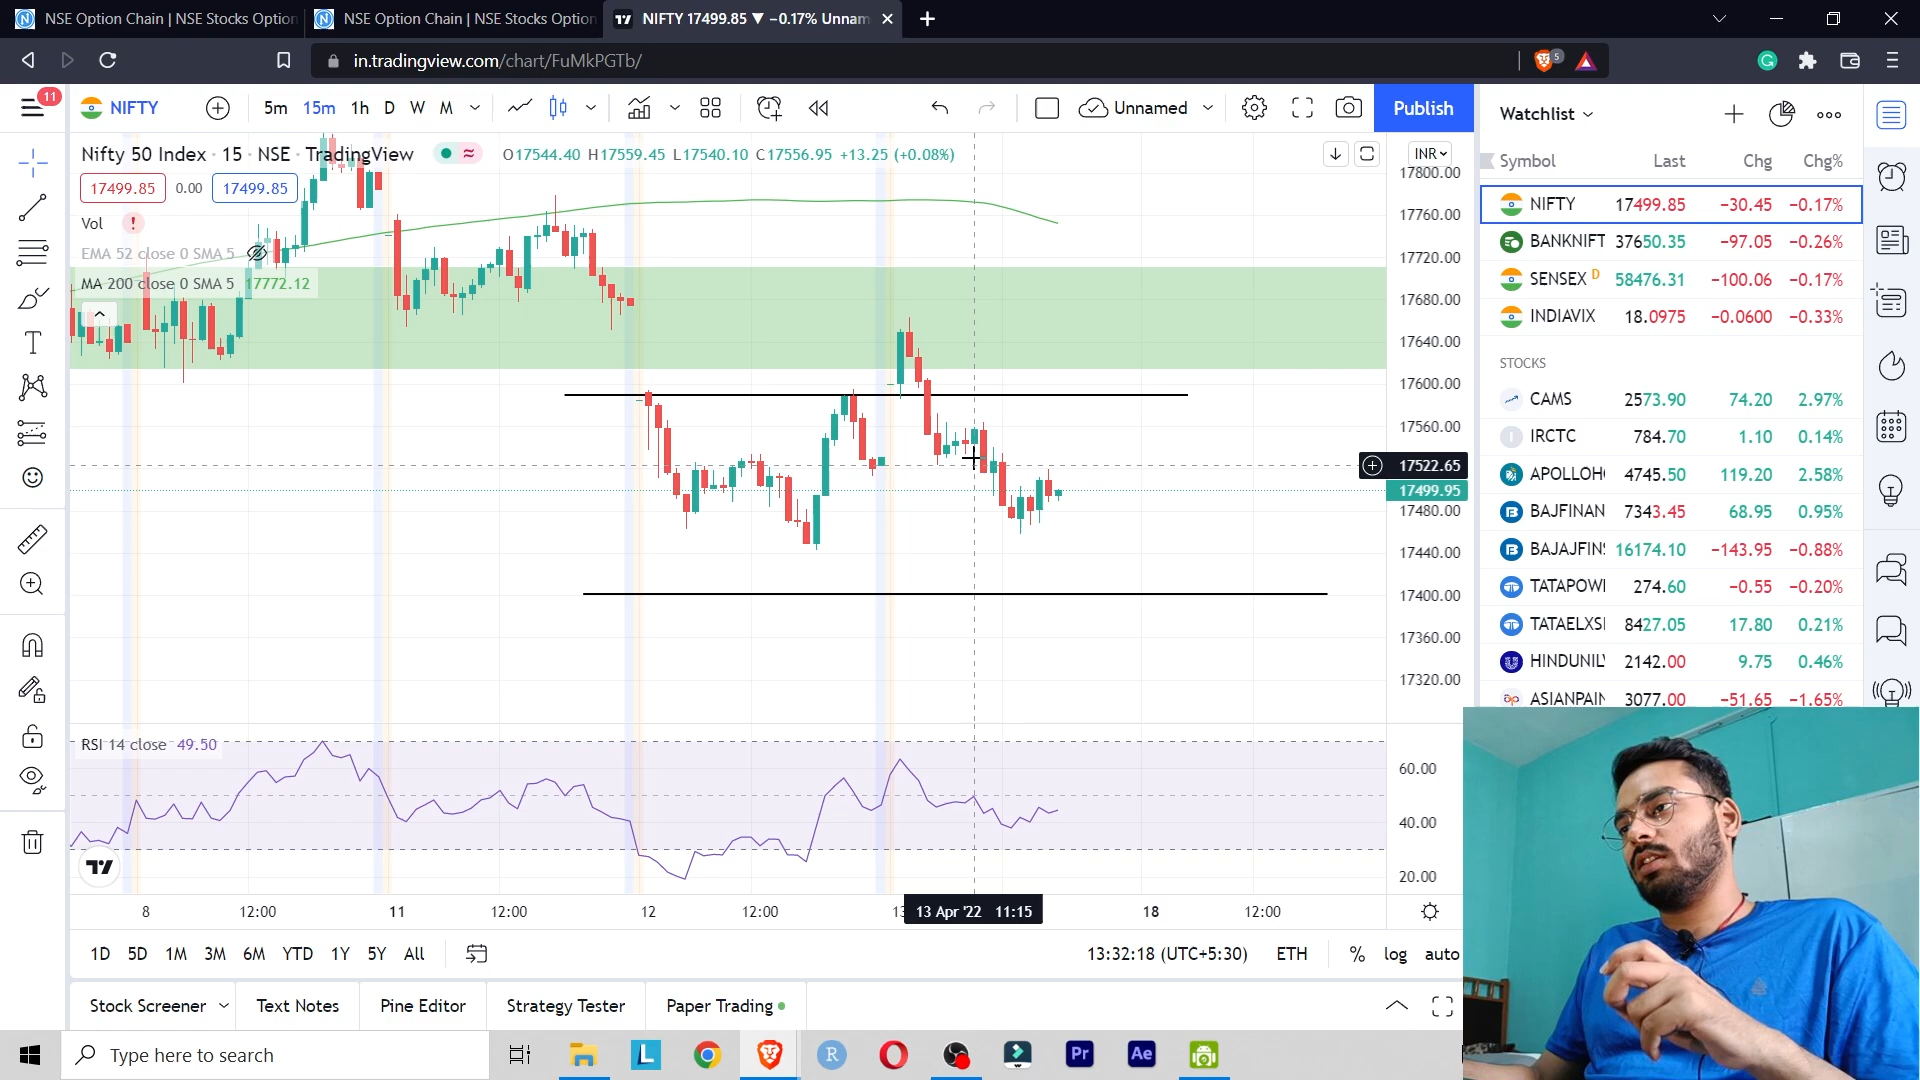 NSE Option Chain | NSE Stocks Option
NSE Option Chain | NSE Stocks Option
NIFTY 17499.85 ▼ −0.17% Unnam
in.tradingview.com/chart/FuMkPGTb/
5
11
NIFTY
5m 15m 1h D W M
Unnamed
Publish
Nifty 50 Index · 15 · NSE · TradingView
O17544.40 H17559.45 L17540.10 C17556.95 +13.25 (+0.08%)
17499.85 0.00 17499.85
Vol !
EMA 52 close 0 SMA 5
MA 200 close 0 SMA 5 17772.12
INR
17800.00
17760.00
17720.00
17680.00
17640.00
17600.00
17560.00
17522.65
17499.95
17480.00
17440.00
17400.00
17360.00
17320.00
RSI 14 close 49.50
60.00
40.00
20.00
8 12:00 11 12:00 12 12:00 13 Apr '22 11:15 18 12:00
1D 5D 1M 3M 6M YTD 1Y 5Y All
13:32:18 (UTC+5:30) ETH % log auto
Stock Screener Text Notes Pine Editor Strategy Tester Paper Trading
Watchlist
Symbol Last Chg Chg%
NIFTY 17499.85 −30.45 −0.17%
BANKNIFT 37650.35 −97.05 −0.26%
SENSEX D 58476.31 −100.06 −0.17%
INDIAVIX 18.0975 −0.0600 −0.33%
STOCKS
CAMS 2573.90 74.20 2.97%
IRCTC 784.70 1.10 0.14%
APOLLOH 4745.50 119.20 2.58%
BAJFINAN 7343.45 68.95 0.95%
BAJAJFIN 16174.10 −143.95 −0.88%
TATAPOW 274.60 −0.55 −0.20%
TATAELXS 8427.05 17.80 0.21%
HINDUNIL 2142.00 9.75 0.46%
ASIANPAIN 3077.00 −51.65 −1.65%
Type here to search
L
R
Pr
Ae